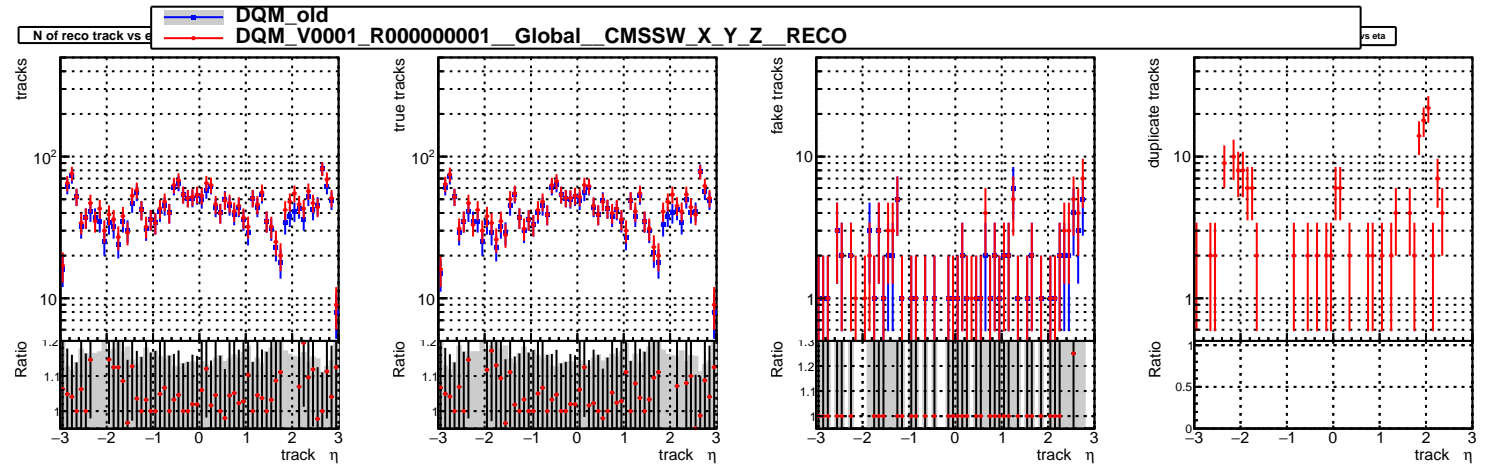 DQM_old
DQM_V0001_R000000001__Global__CMSSW_X_Y_Z__RECO
N of reco track vs
vs eta
tracks
10²
10
Ratio
1.2
1.1
1
−3 −2 −1 0 1 2 3
track η
true tracks
10²
10
Ratio
1.2
1.1
1
−3 −2 −1 0 1 2 3
track η
fake tracks
10
1
Ratio
1.3
1.2
1.1
1
−3 −2 −1 0 1 2 3
track η
duplicate tracks
10
1
Ratio
1
0.5
0
−3 −2 −1 0 1 2 3
track η